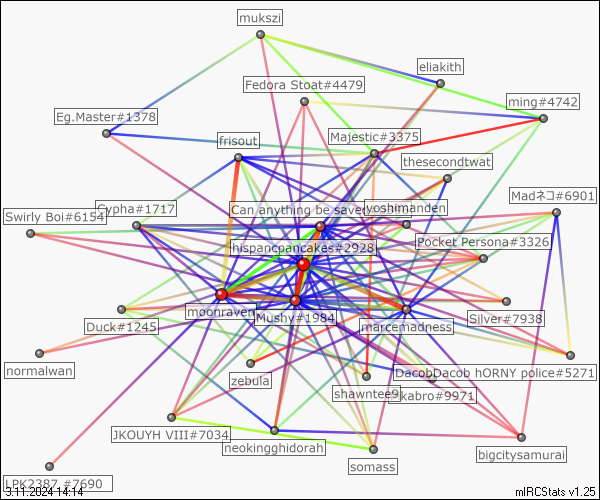 mukszi
eliakith
Fedora Stoat#4479
ming#4742
Eg.Master#1378
Majestic#3375
frisout
thesecondtwat
Madネコ#6901
Cypha#1717
Can anything be save
yoshimanden
Swirly Boi#6154
Pocket Persona#3326
hispancpancakes#2928
moonraven
Mushy#1984
Silver#7938
Duck#1245
marcemadness
normalwan
zebula
DacobDacob hORNY police#5271
shawntee9
kabro#9971
JKOUYH VIII#7034
neokingghidorah
bigcitysamurai
somass
LPK2387 #7690
3.11.2024 14:14
mIRCStats v1.25